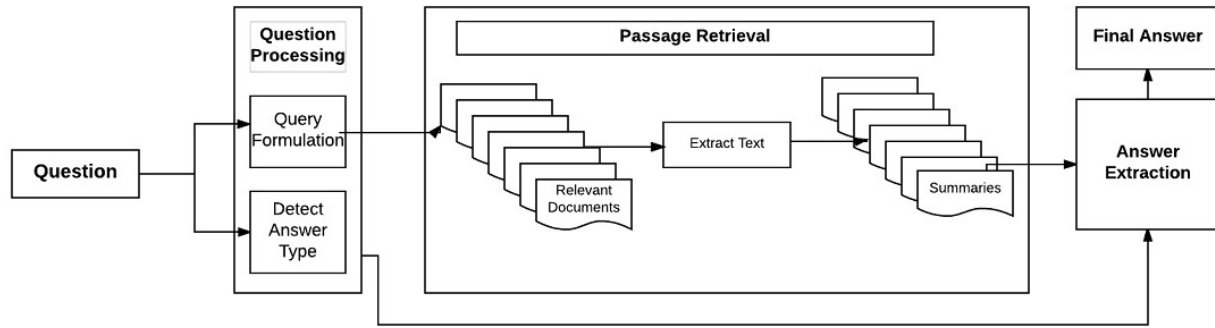 Question
Question
Processing
Query
Formulation
Detect
Answer
Type
Passage Retrieval
Relevant
Documents
Extract Text
Summaries
Final Answer
Answer
Extraction